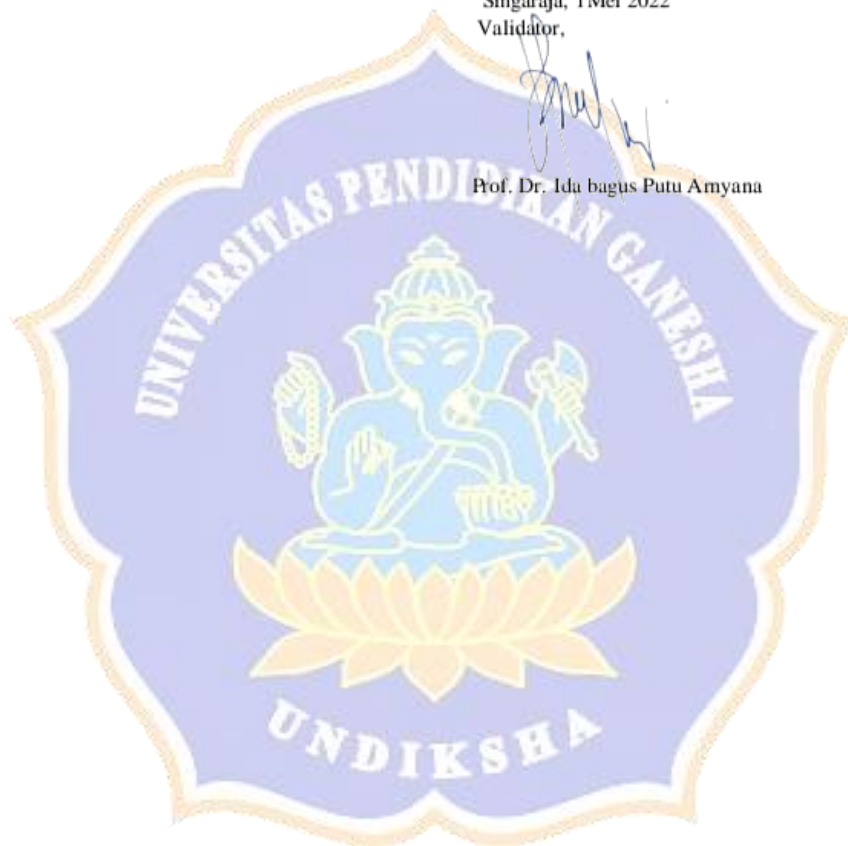 Singaraja, 1Mei 2022
Validator,
Prof. Dr. Ida bagus Putu Arnyana
UNIVERSITAS PENDIDIKAN GANESHA
UNDIKSHA